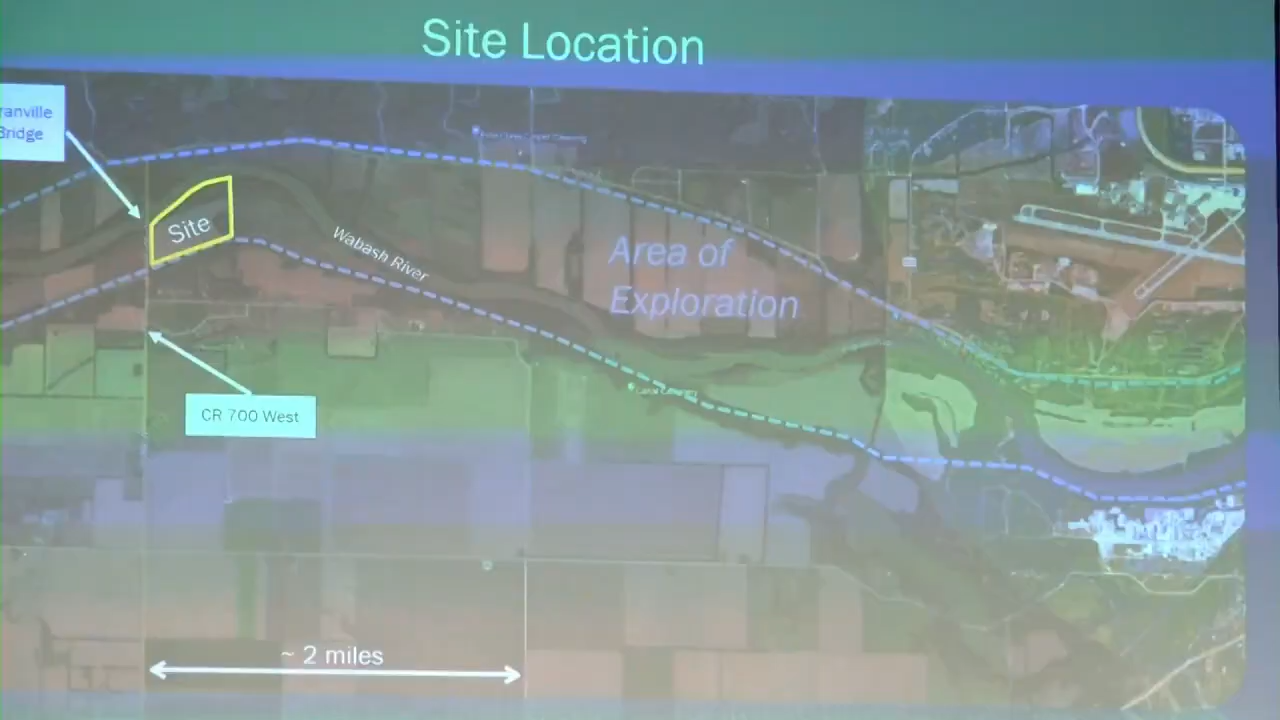 Site Location
ranville
Bridge
Site
Wabash River
Area of
Exploration
CR 700 West
~ 2 miles